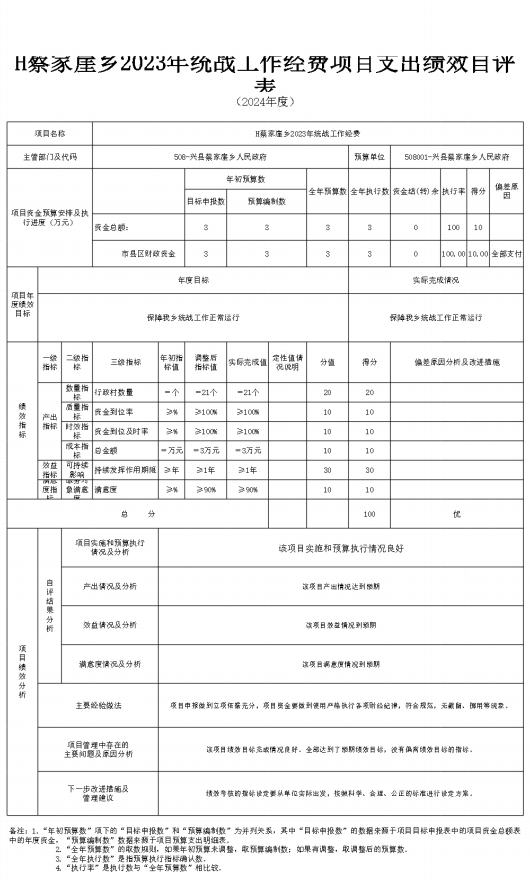 H蔡家崖乡2023年统战工作经费项目支出绩效自评
表
（2024年度）
项目名称 H蔡家崖乡2023年统战工作经费
主管部门及代码 508-兴县蔡家崖乡人民政府 预算单位 508001-兴县蔡家崖乡人民政府
项目资金预算安排及执行进度（万元） 年初预算数 全年预算数 全年执行数 资金结(转)余 执行率 得分 偏差原因
目标申报数 预算编制数
资金总额： 3 3 3 3 0 100 10
市县区财政资金 3 3 3 3 0 100.00 10.00 全部支付
项目年度绩效目标 年度目标 实际完成情况
保障我乡统战工作正常运行 保障我乡统战工作正常运行
绩效指标 一级指标 二级指标 三级指标 年初指标值 调整后指标值 实际完成值 定性值情况说明 分值 得分 偏差原因分析及改进措施
产出指标 数量指标 行政村数量 ＝个 ＝21个 ＝21个 20 20
质量指标 资金到位率 ≥% ≥100% ≥100% 10 10
时效指标 资金到位及时率 ≥% ≥100% ≥100% 10 10
成本指标 总金额 ＝万元 ＝3万元 ＝3万元 10 10
效益指标 可持续影响 持续发挥作用期限 ≥年 ≥1年 ≥1年 30 30
满意度指标 满意度 ≥% ≥90% ≥90% 10 10
总 分 100 优
项目绩效分析 自评结果分析 项目实施和预算执行情况及分析 该项目实施和预算执行情况良好
产出情况及分析 该项目产出情况达到预期
效益情况及分析 该项目效益情况到预期
满意度情况及分析 该项目满意度情况到预期
主要经验做法 项目申报做到立项依据充分，项目资金要做到使用严格执行各项财经纪律，符合规范，无截留、挪用等现象。
项目管理中存在的主要问题及原因分析 该项目绩效目标完成情况良好。全部达到了预期绩效目标，没有偏离绩效目标的指标。
下一步改进措施及管理建议 绩效考核的指标设定要从单位实际出发，按做科学、合理、公正的标准进行设定方案。
备注：1."年初预算数"项下的"目标申报数"和"预算编制数"为并列关系，其中"目标申报数"的数据来源于项目目标申报表中的项目资金总额表
中的年度资金，"预算编制数"数据来源于项目预算支出明细表。
2."全年预算数"的取数规则，如果年初预算未调整，取预算编制数；如果有调整，取调整后的预算数。
3."全年执行数"是指预算执行指标确认数。
4."执行率"是执行数与"全年预算数"相比较。